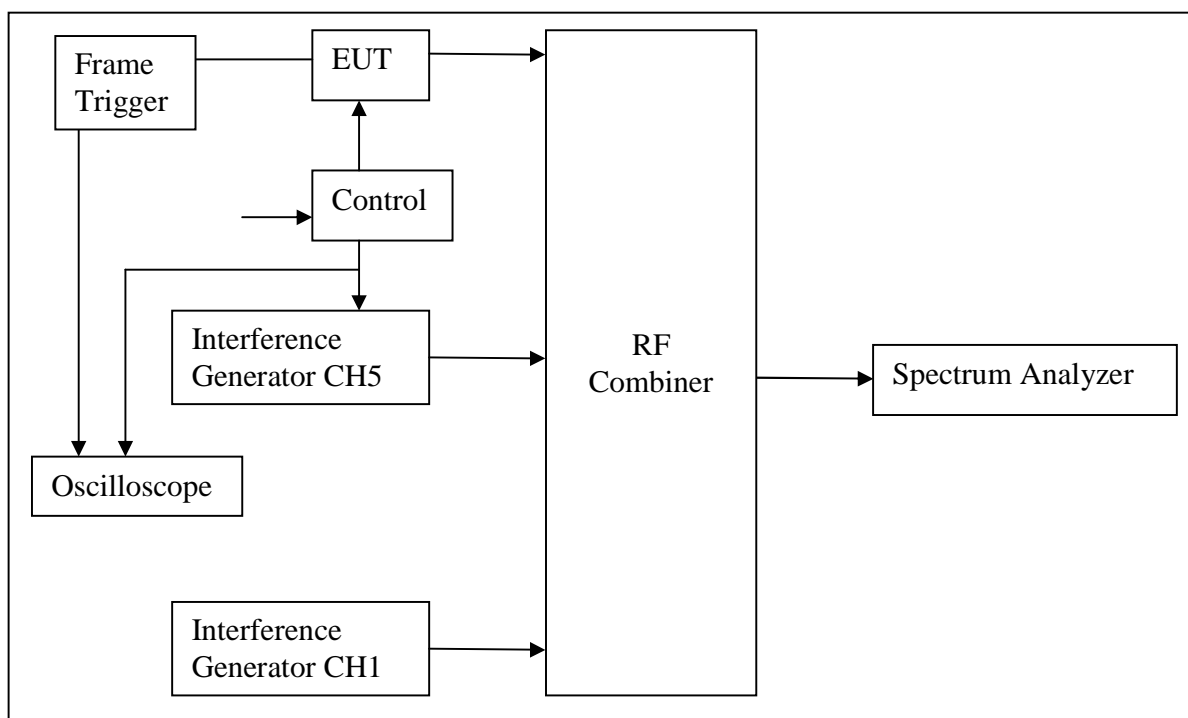 Frame
Trigger
EUT
Control
Interference
Generator CH5
RF
Combiner
Spectrum Analyzer
Oscilloscope
Interference
Generator CH1